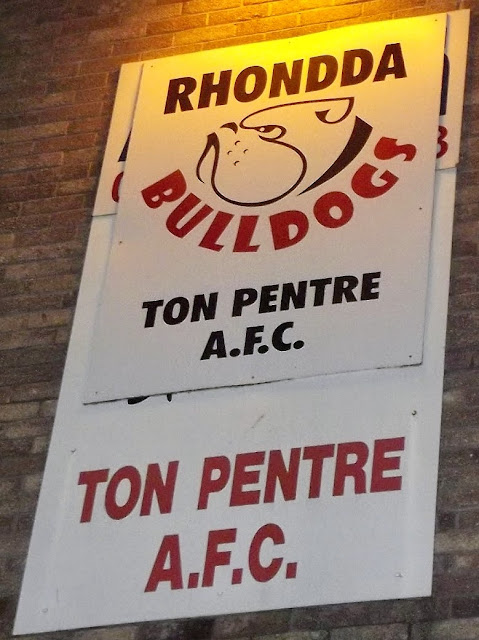 RHONDDA
BULLDOGS
TON PENTRE
A.F.C.
TON PENTRE
A.F.C.